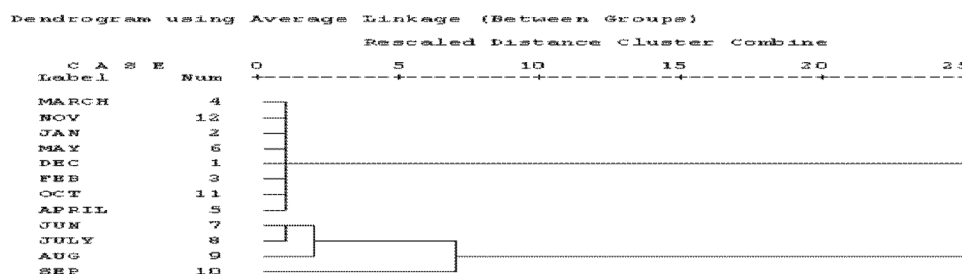 Dendrogram using Average Linkage (Between Groups)
Rescaled Distance Cluster Combine
C A S E 0 5 10 15 20 25
Label Num
MARCH 4
NOV 12
JAN 2
MAY 6
DEC 1
FEB 3
OCT 11
APRIL 5
JUN 7
JULY 8
AUG 9
SEP 10